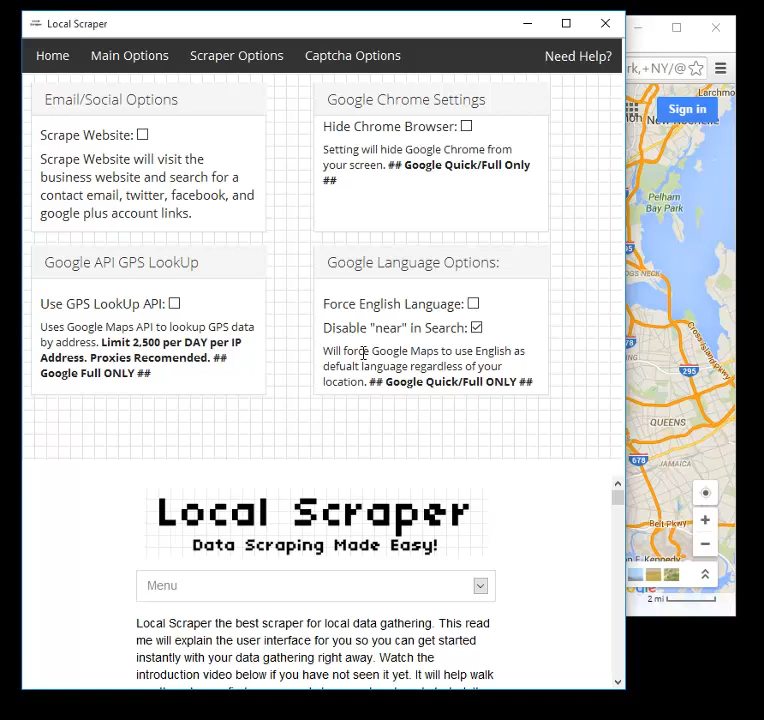 Local Scraper
Home Main Options Scraper Options Captcha Options Need Help?
Email/Social Options
Scrape Website:
Scrape Website will visit the
business website and search for a
contact email, twitter, facebook, and
google plus account links.
Google Chrome Settings
Hide Chrome Browser:
Setting will hide Google Chrome from
your screen. ## Google Quick/Full Only
##
Google API GPS LookUp
Use GPS LookUp API:
Uses Google Maps API to lookup GPS data
by address. Limit 2,500 per DAY per IP
Address. Proxies Recomended. ##
Google Full ONLY ##
Google Language Options:
Force English Language:
Disable "near" in Search:
Will force Google Maps to use English as
defualt language regardless of your
location. ## Google Quick/Full ONLY ##
Local Scraper
Data Scraping Made Easy!
Menu
Local Scraper the best scraper for local data gathering. This read
me will explain the user interface for you so you can get started
instantly with your data gathering right away. Watch the
introduction video below if you have not seen it yet. It will help walk
rk,+NY/@
Sign in
Larchmo
Pelham
Bay Park
295
QUEENS
678
JAMAICA
Belt Pkwy
2 mi